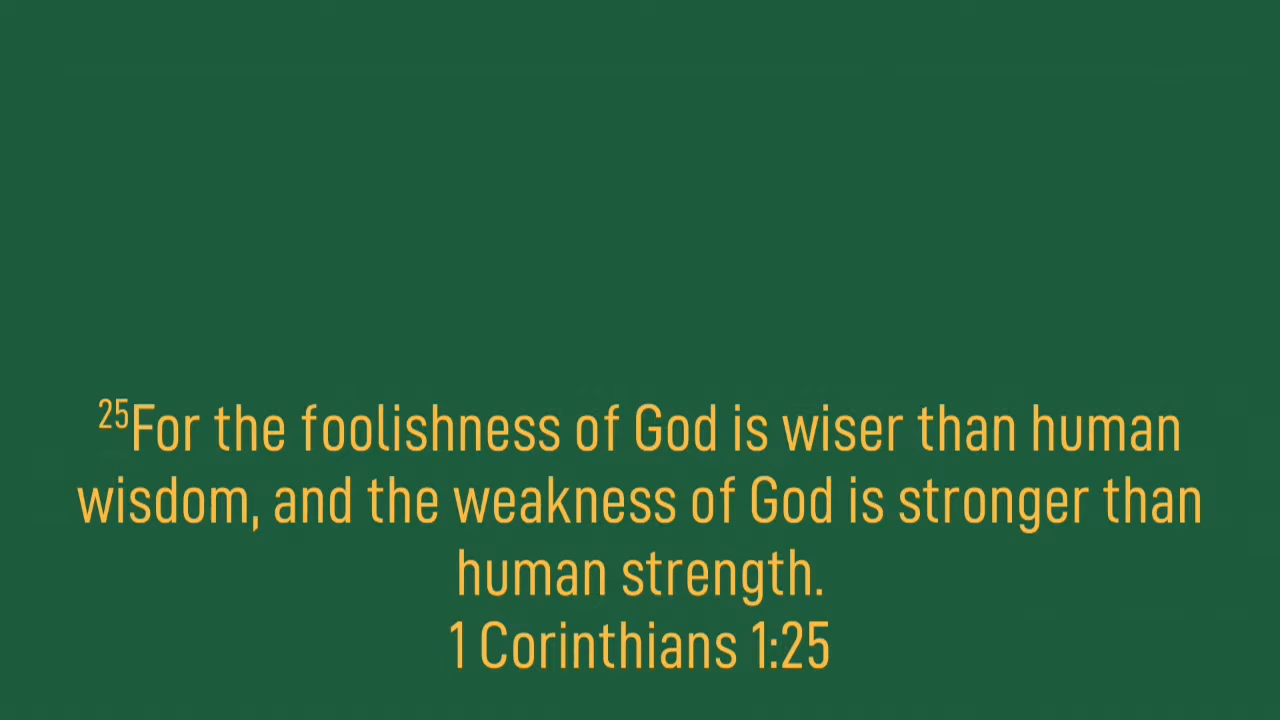 25For the foolishness of God is wiser than human
wisdom, and the weakness of God is stronger than
human strength.
1 Corinthians 1:25